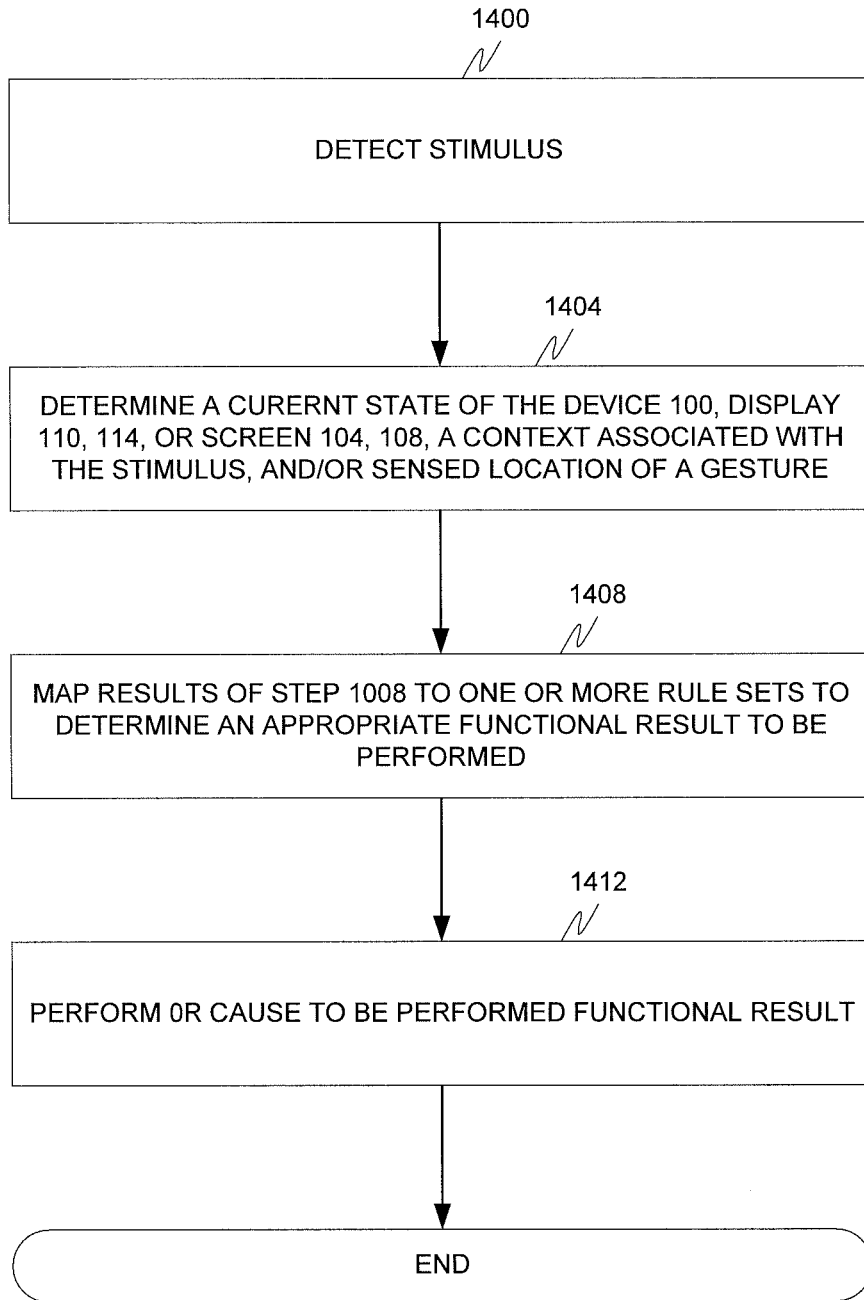 1400
DETECT STIMULUS
1404
DETERMINE A CURERNT STATE OF THE DEVICE 100, DISPLAY
110, 114, OR SCREEN 104, 108, A CONTEXT ASSOCIATED WITH
THE STIMULUS, AND/OR SENSED LOCATION OF A GESTURE
1408
MAP RESULTS OF STEP 1008 TO ONE OR MORE RULE SETS TO
DETERMINE AN APPROPRIATE FUNCTIONAL RESULT TO BE
PERFORMED
1412
PERFORM 0R CAUSE TO BE PERFORMED FUNCTIONAL RESULT
END